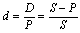 d = D/P = (S − P)/S